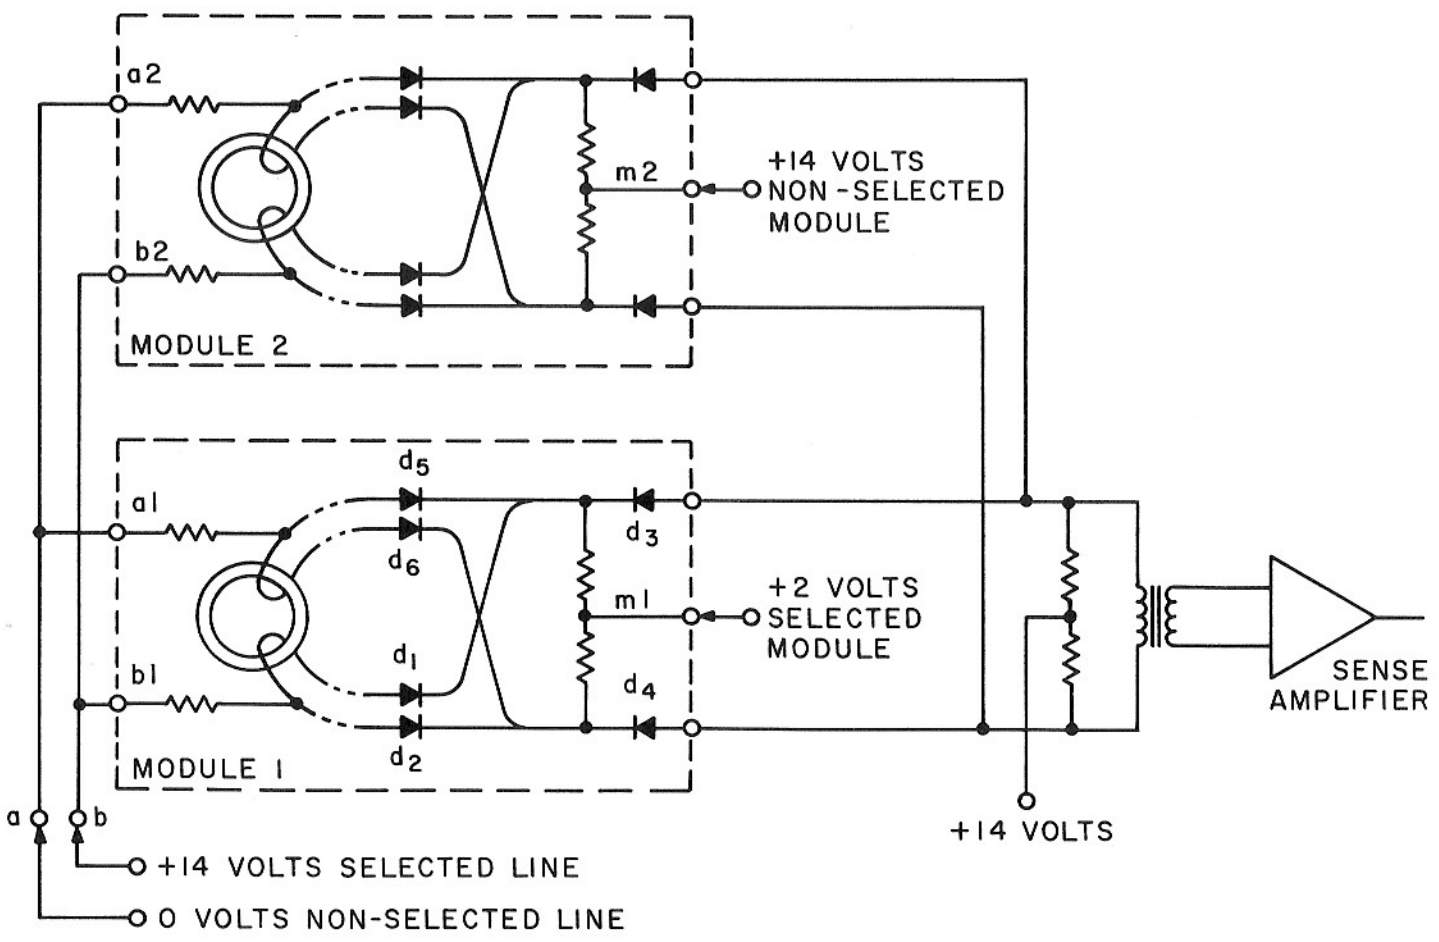 a2
m2
+14 VOLTS
NON-SELECTED
MODULE
b2
MODULE 2
d5
a1
d3
d6
m1
+2 VOLTS
SELECTED
MODULE
d1
b1
d4
d2
MODULE 1
SENSE
AMPLIFIER
a
b
+14 VOLTS
+14 VOLTS SELECTED LINE
0 VOLTS NON-SELECTED LINE